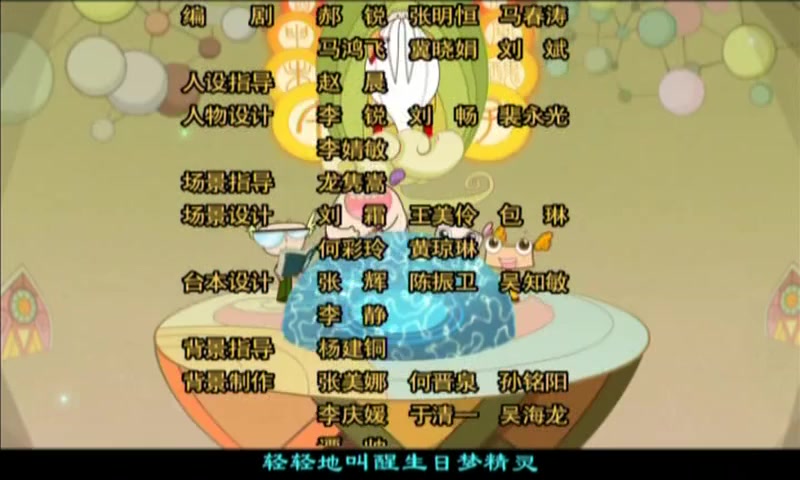 编 剧 郝 锐 张明恒 马春涛
马鸿飞 冀晓娟 刘 斌
人设指导 赵 晨
人物设计 李 锐 刘 畅 裴永光
李婧敏
场景指导 龙隽嵩
场景设计 刘 霜 王美伶 包 琳
何彩玲 黄琼琳
台本设计 张 辉 陈振卫 吴知敏
李 静
背景指导 杨建铜
背景制作 张美娜 何晋泉 孙铭阳
李庆媛 于清一 吴海龙
轻轻地叫醒生日梦精灵